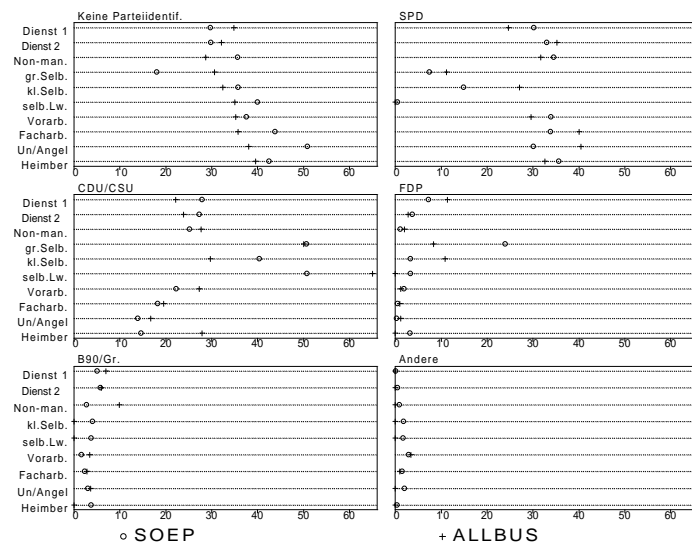 Keine Parteiidentif.
SPD
Dienst 1
Dienst 2
Non-man.
gr.Selb.
kl.Selb.
selb.Lw.
Vorarb.
Facharb.
Un/Angel
Heimber
0 10 20 30 40 50 60
0 10 20 30 40 50 60
CDU/CSU
FDP
Dienst 1
Dienst 2
Non-man.
gr.Selb.
kl.Selb.
selb.Lw.
Vorarb.
Facharb.
Un/Angel
Heimber
0 10 20 30 40 50 60
0 10 20 30 40 50 60
B90/Gr.
Andere
Dienst 1
Dienst 2
Non-man.
kl.Selb.
selb.Lw.
Vorarb.
Facharb.
Un/Angel
Heimber
0 10 20 30 40 50 60
0 10 20 30 40 50 60
SOEP
ALLBUS